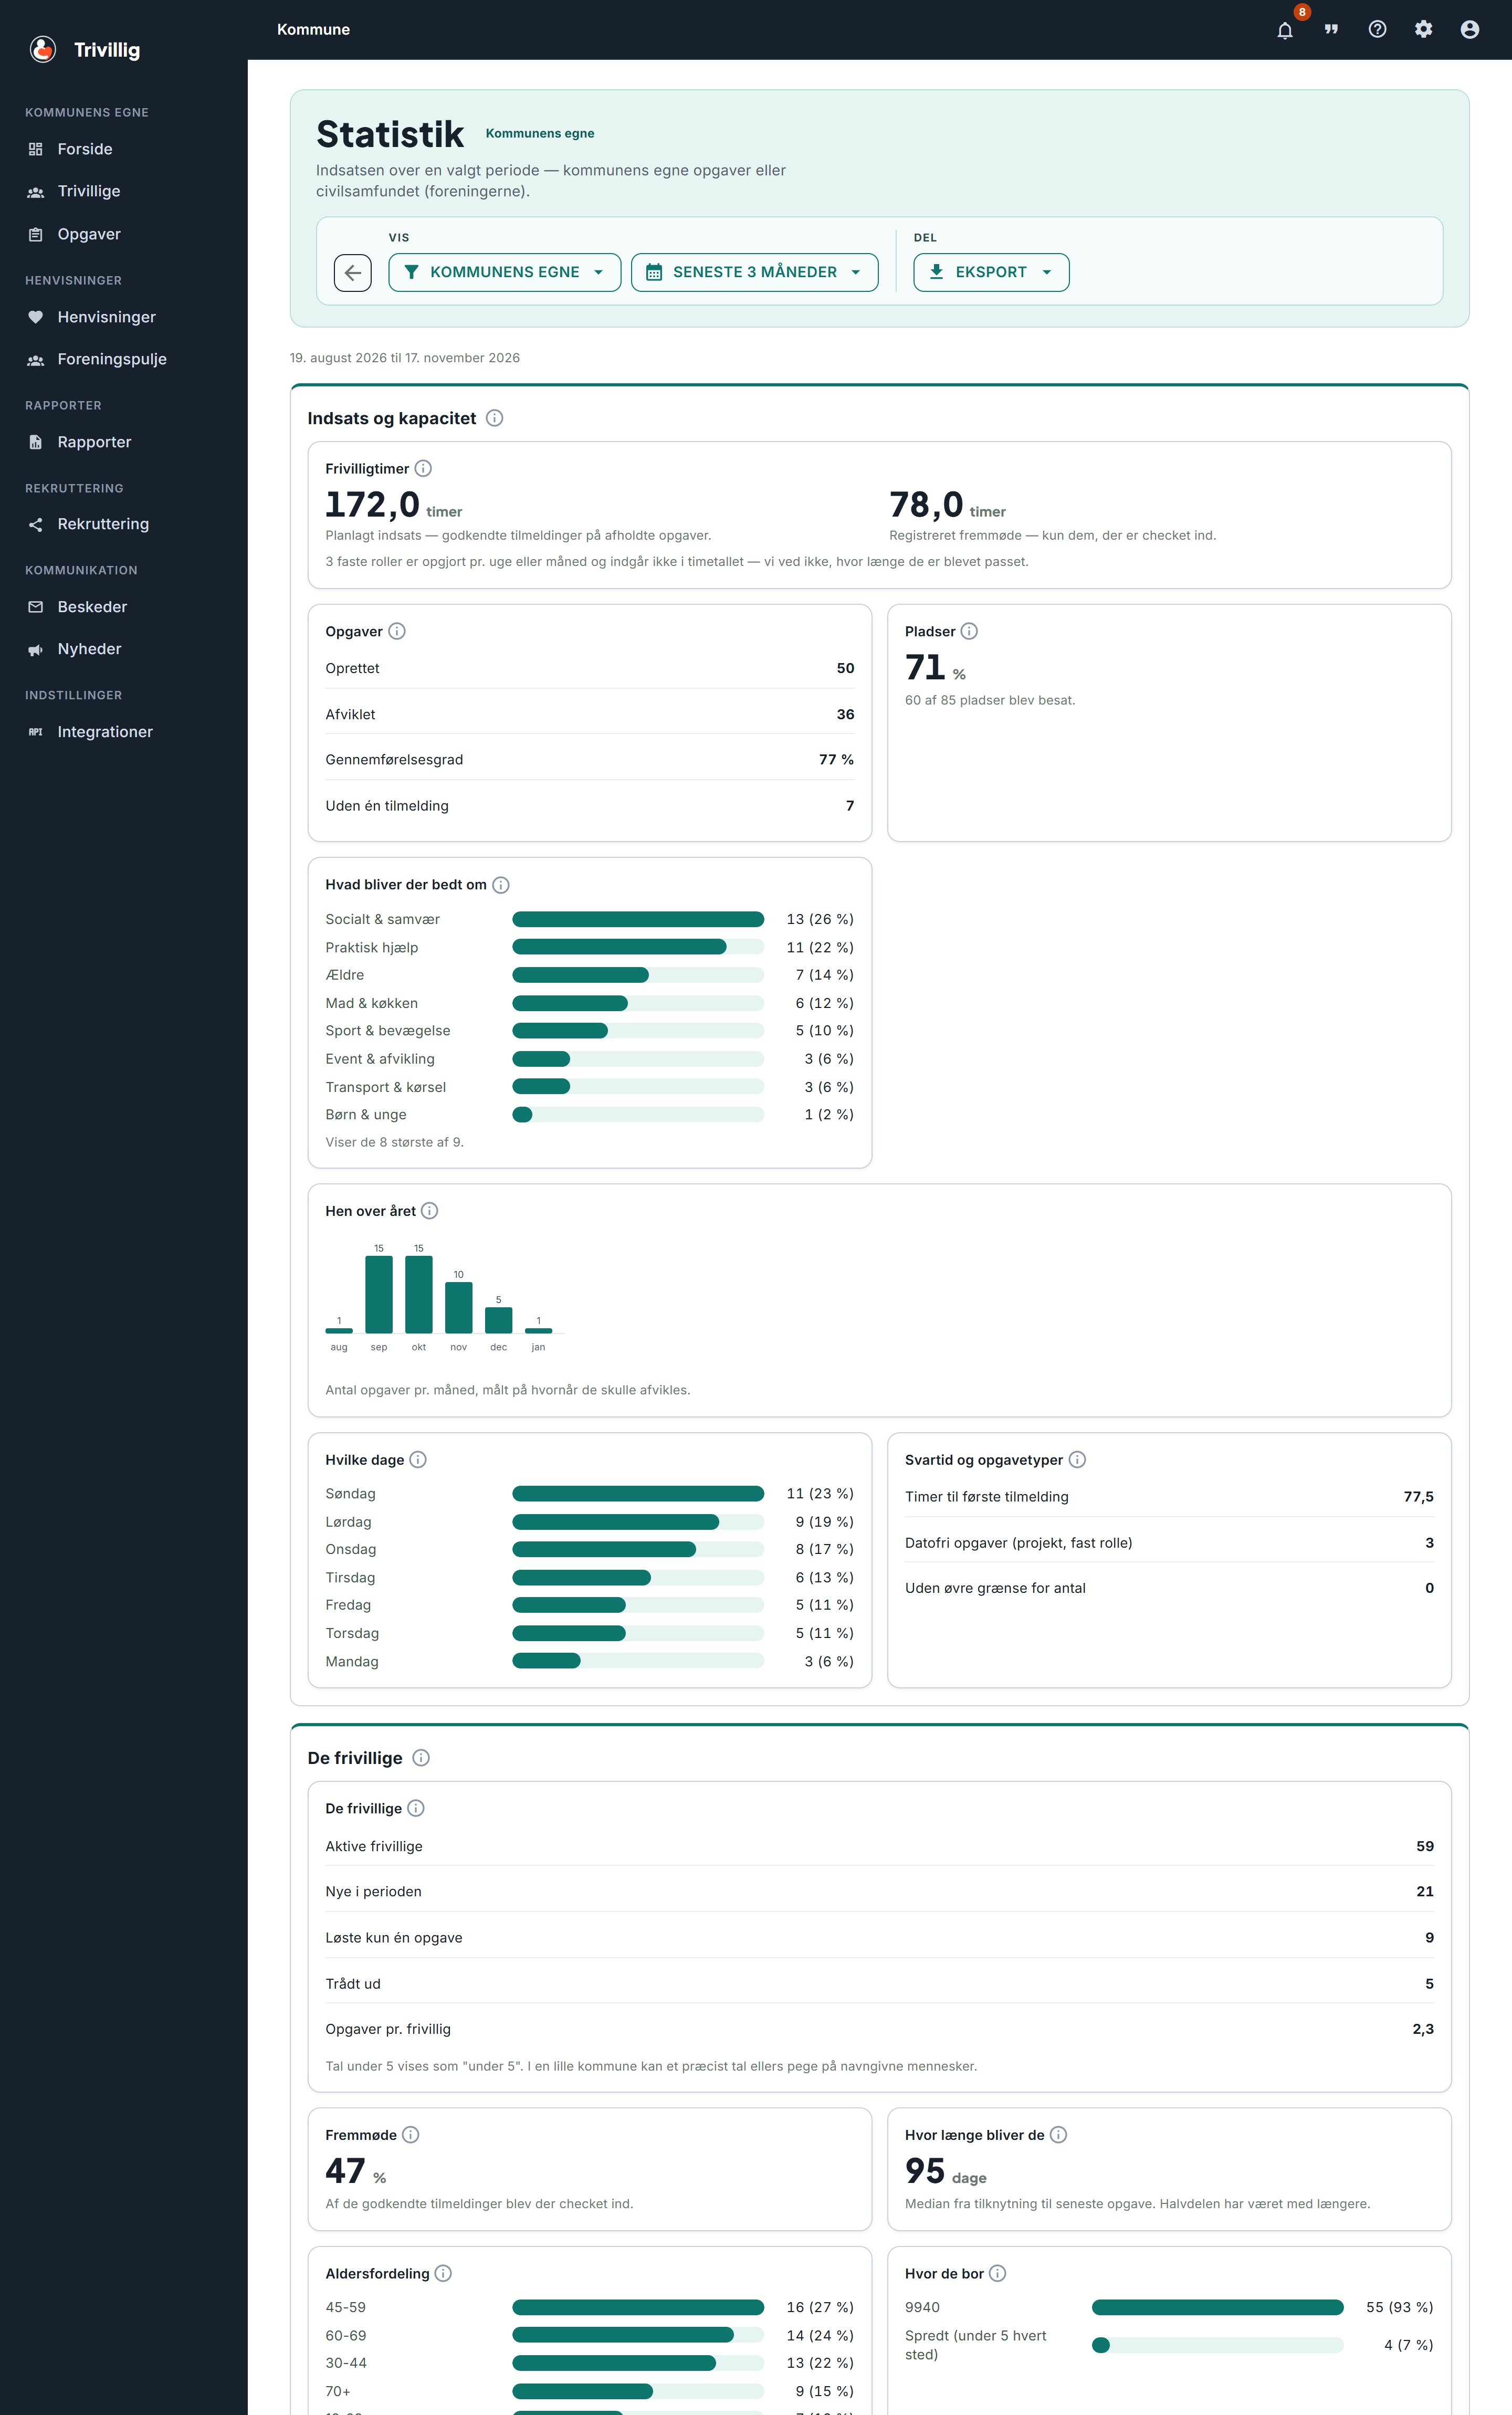 Trivillig
Kommune
8
KOMMUNENS EGNE
Forside
Trivillige
Opgaver
HENVISNINGER
Henvisninger
Foreningspulje
RAPPORTER
Rapporter
REKRUTTERING
Rekruttering
KOMMUNIKATION
Beskeder
Nyheder
INDSTILLINGER
API Integrationer
Statistik Kommunens egne
Indsatsen over en valgt periode — kommunens egne opgaver eller
civilsamfundet (foreningerne).
VIS
KOMMUNENS EGNE
SENESTE 3 MÅNEDER
DEL
EKSPORT
19. august 2026 til 17. november 2026
Indsats og kapacitet
Frivilligtimer
172,0 timer
Planlagt indsats — godkendte tilmeldinger på afholdte opgaver.
78,0 timer
Registreret fremmøde — kun dem, der er checket ind.
3 faste roller er opgjort pr. uge eller måned og indgår ikke i timetallet — vi ved ikke, hvor længe de er blevet passet.
Opgaver
Oprettet 50
Afviklet 36
Gennemførelsesgrad 77 %
Uden én tilmelding 7
Pladser
71 %
60 af 85 pladser blev besat.
Hvad bliver der bedt om
Socialt & samvær 13 (26 %)
Praktisk hjælp 11 (22 %)
Ældre 7 (14 %)
Mad & køkken 6 (12 %)
Sport & bevægelse 5 (10 %)
Event & afvikling 3 (6 %)
Transport & kørsel 3 (6 %)
Børn & unge 1 (2 %)
Viser de 8 største af 9.
Hen over året
1 15 15 10 5 1
aug sep okt nov dec jan
Antal opgaver pr. måned, målt på hvornår de skulle afvikles.
Hvilke dage
Søndag 11 (23 %)
Lørdag 9 (19 %)
Onsdag 8 (17 %)
Tirsdag 6 (13 %)
Fredag 5 (11 %)
Torsdag 5 (11 %)
Mandag 3 (6 %)
Svartid og opgavetyper
Timer til første tilmelding 77,5
Datofri opgaver (projekt, fast rolle) 3
Uden øvre grænse for antal 0
De frivillige
De frivillige
Aktive frivillige 59
Nye i perioden 21
Løste kun én opgave 9
Trådt ud 5
Opgaver pr. frivillig 2,3
Tal under 5 vises som "under 5". I en lille kommune kan et præcist tal ellers pege på navngivne mennesker.
Fremmøde
47 %
Af de godkendte tilmeldinger blev der checket ind.
Hvor længe bliver de
95 dage
Median fra tilknytning til seneste opgave. Halvdelen har været med længere.
Aldersfordeling
45-59 16 (27 %)
60-69 14 (24 %)
30-44 13 (22 %)
70+ 9 (15 %)
Hvor de bor
9940 55 (93 %)
Spredt (under 5 hvert
sted) 4 (7 %)